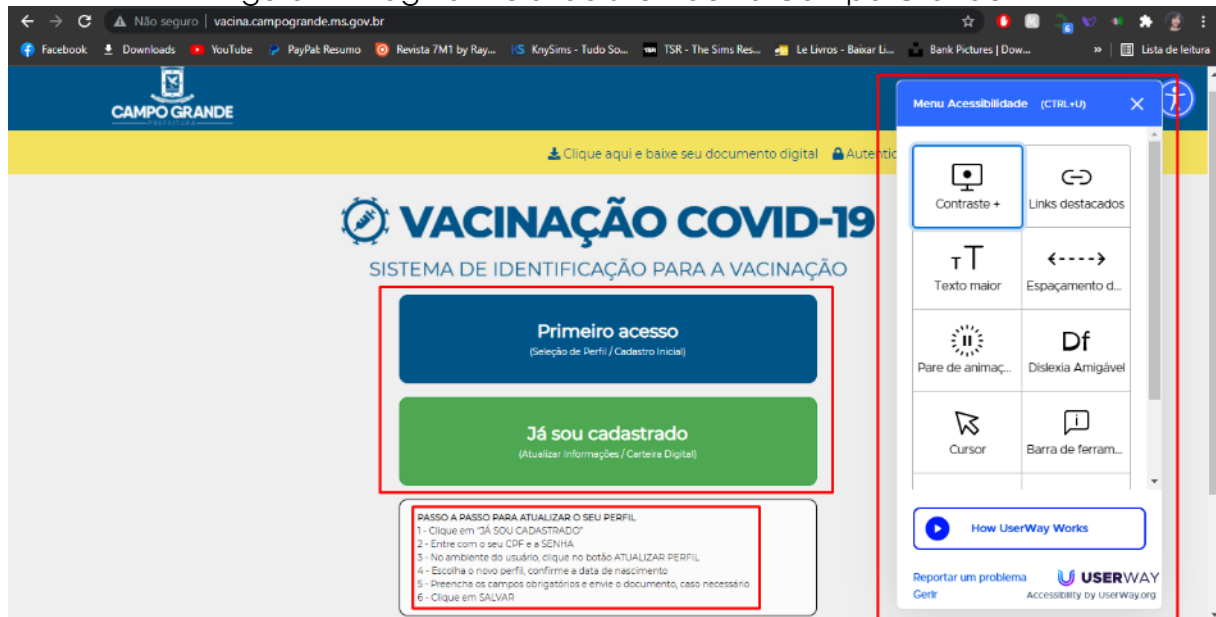 Não seguro | vacina.campogrande.ms.gov.br
Facebook Downloads YouTube PayPal: Resumo Revista 7M1 by Ray... KS KnySims - Tudo So... TSR - The Sims Res... Le Livros - Baixar Li... Bank Pictures | Dow... » Lista de leitura
CAMPO GRANDE
PREFEITURA
Clique aqui e baixe seu documento digital Autentic
VACINAÇÃO COVID-19
SISTEMA DE IDENTIFICAÇÃO PARA A VACINAÇÃO
Primeiro acesso
(Seleção de Perfil / Cadastro Inicial)
Já sou cadastrado
(Atualizar Informações / Carteira Digital)
PASSO A PASSO PARA ATUALIZAR O SEU PERFIL
1 - Clique em "JÁ SOU CADASTRADO"
2 - Entre com o seu CPF e a SENHA
3 - No ambiente do usuário, clique no botão ATUALIZAR PERFIL
4 - Escolha o novo perfil, confirme a data de nascimento
5 - Preencha os campos obrigatórios e envie o documento, caso necessário
6 - Clique em SALVAR
Menu Acessibilidade (CTRL+U)
Contraste +
Links destacados
Texto maior
Espaçamento d...
Pare de animaç...
Df
Dislexia Amigável
Cursor
Barra de ferram...
How UserWay Works
Reportar um problema
Gerir
USERWAY
Accessibility by UserWay.org